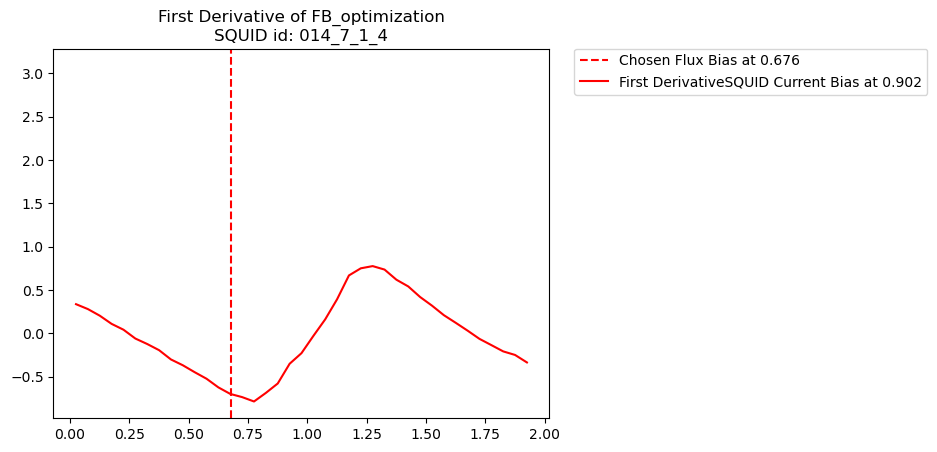 First Derivative of FB_optimization
SQUID id: 014_7_1_4
Chosen Flux Bias at 0.676
First DerivativeSQUID Current Bias at 0.902
3.0
2.5
2.0
1.5
1.0
0.5
0.0
−0.5
0.00 0.25 0.50 0.75 1.00 1.25 1.50 1.75 2.00